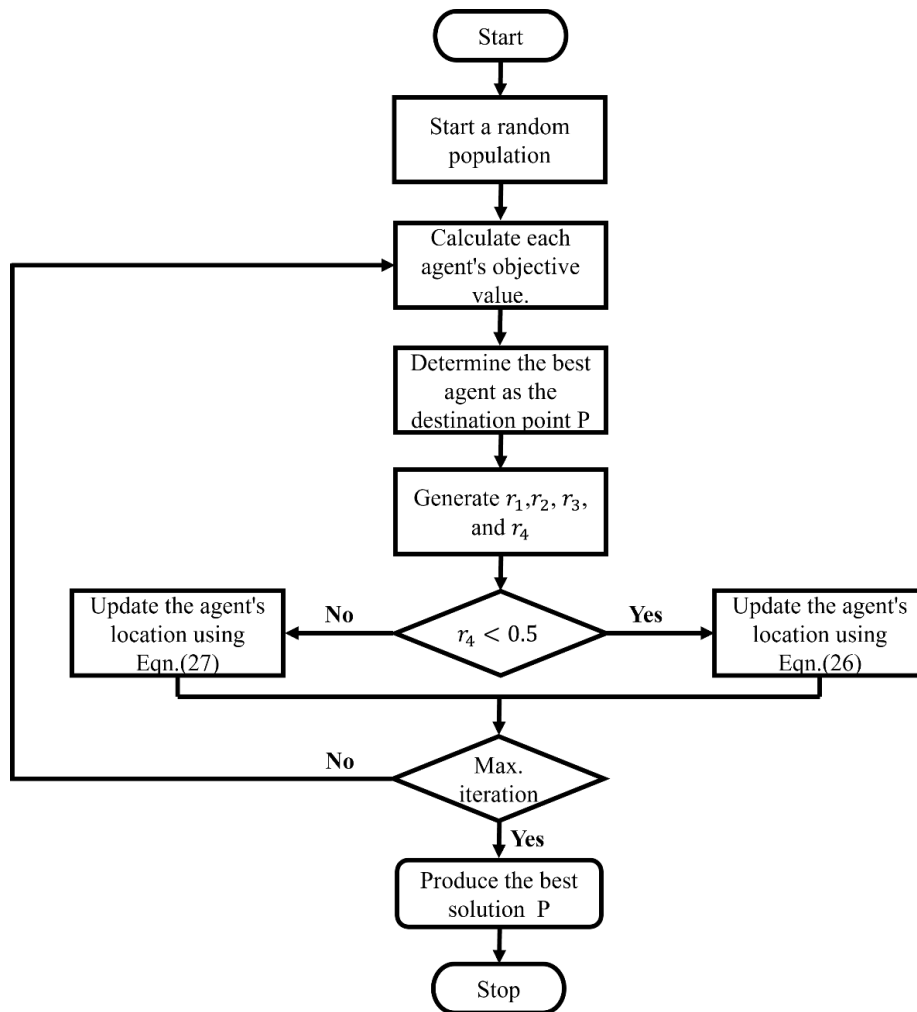 Start
Start a random
population
Calculate each
agent's objective
value.
Determine the best
agent as the
destination point P
Generate r₁,r₂, r₃,
and r₄
No
r₄ < 0.5
Yes
Update the agent's
location using
Eqn.(27)
Update the agent's
location using
Eqn.(26)
No
Max.
iteration
Yes
Produce the best
solution P
Stop